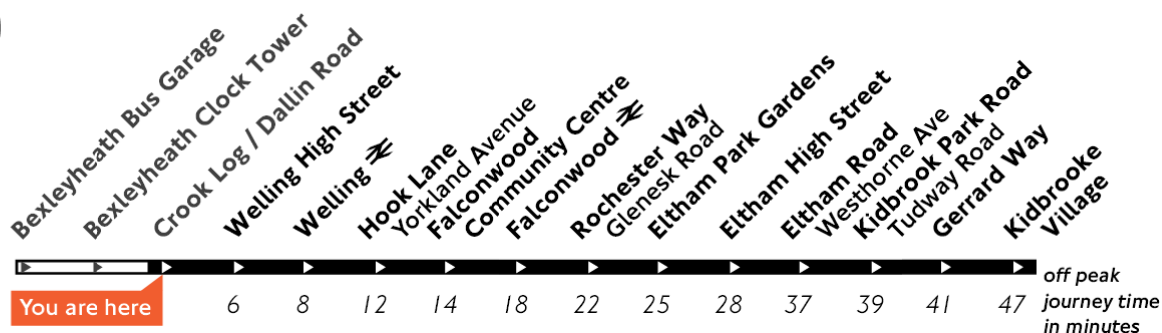 Bexleyheath Bus Garage
Bexleyheath Clock Tower
Crook Log / Dallin Road
Welling High Street
Welling
Hook Lane
Yorkland Avenue
Falconwood
Community Centre
Falconwood
Rochester Way
Glenesk Road
Eltham Park Gardens
Eltham High Street
Eltham Road
Westhorne Ave
Kidbrook Park Road
Tudway Road
Gerrard Way
Kidbrooke
Village
You are here
6 8 12 14 18 22 25 28 37 39 41 47
off peak
journey time
in minutes